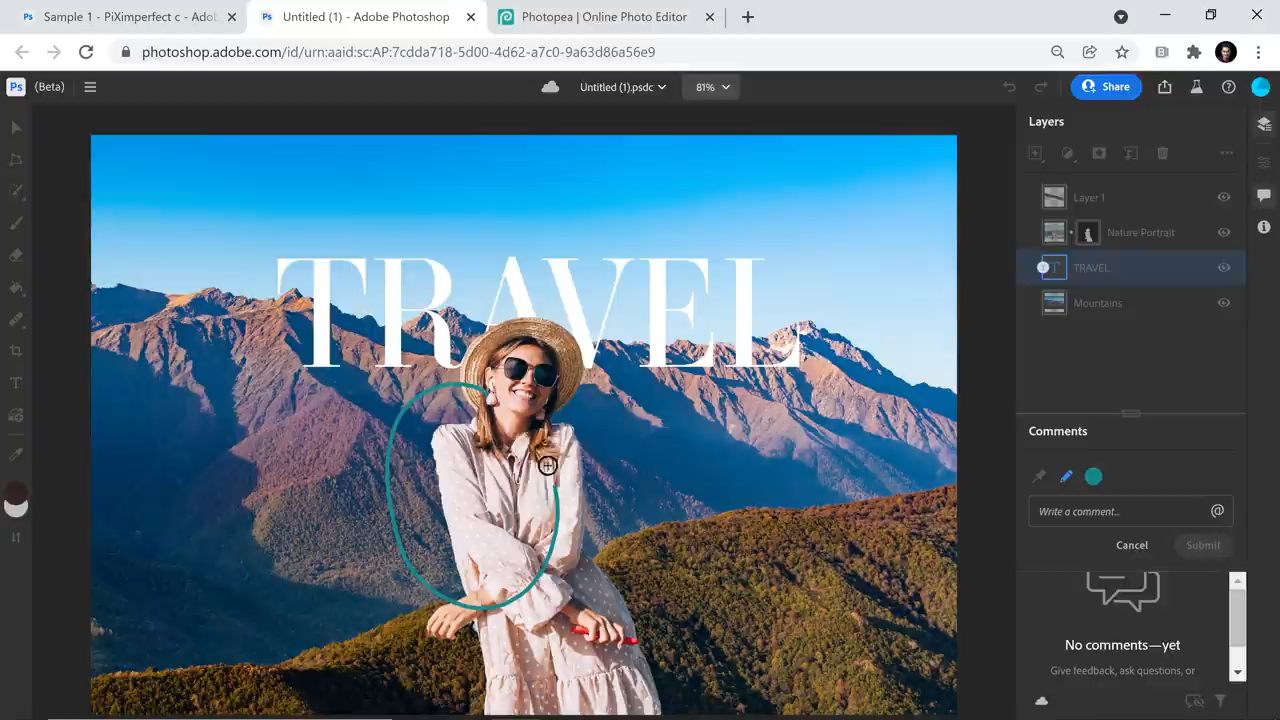 Sample 1 - PiXimperfect c - Adob
Untitled (1) - Adobe Photoshop
Photopea | Online Photo Editor
photoshop.adobe.com/id/urn:aaid:sc:AP:7cdda718-5d00-4d62-a7c0-9a63d86a56e9
Ps (Beta)
Untitled (1).psdc
81%
Share
Layers
Layer 1
Nature Portrait
TRAVEL
Mountains
TRAVEL
Comments
Write a comment...
Cancel
Submit
No comments—yet
Give feedback, ask questions, or